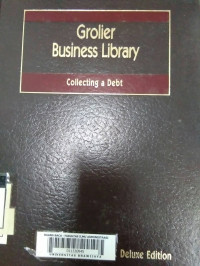 Grolier
Business Library
Collecting a Debt
Deluxe Edition